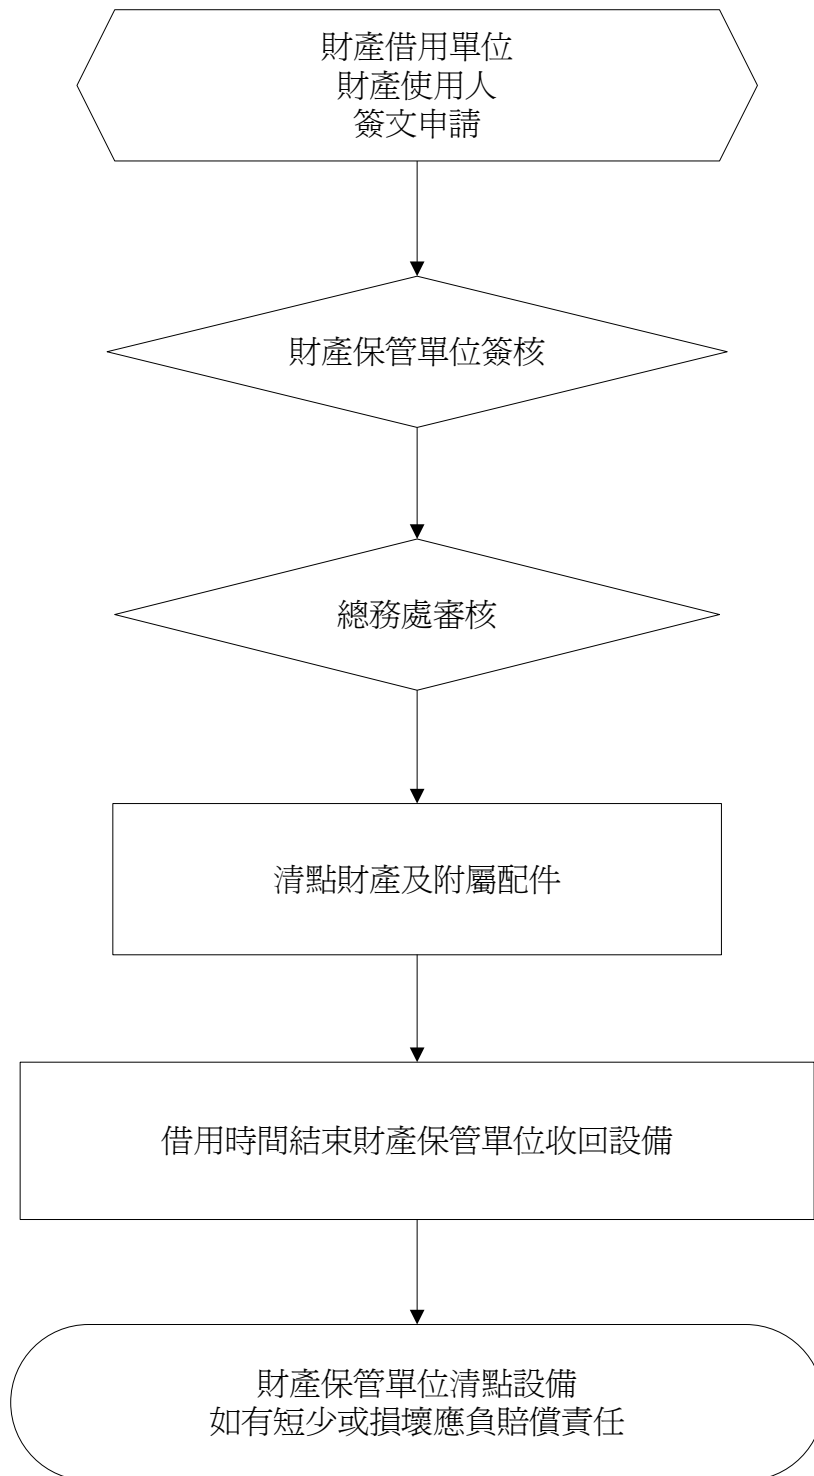 財產借用單位
財產使用人
簽文申請
財產保管單位簽核
總務處審核
清點財產及附屬配件
借用時間結束財產保管單位收回設備
財產保管單位清點設備
如有短少或損壞應負賠償責任